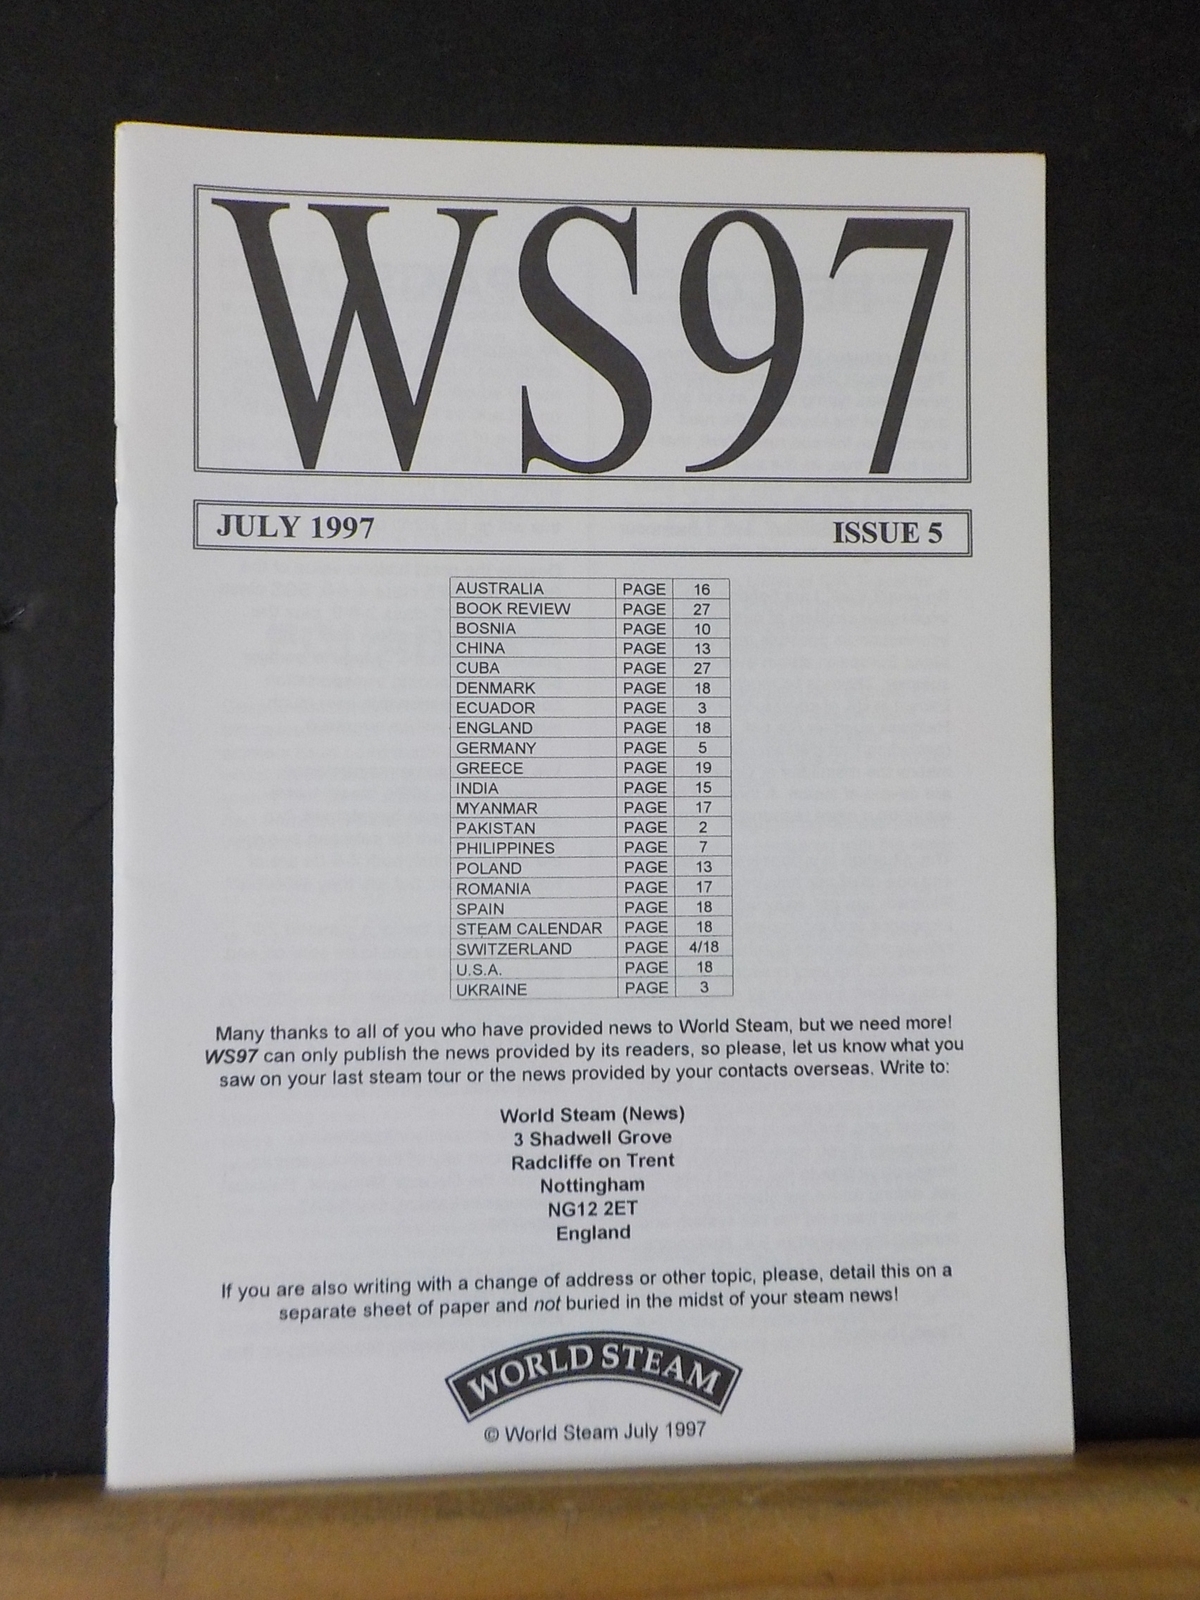 WS97
JULY 1997 ISSUE 5
AUSTRALIA PAGE 16
BOOK REVIEW PAGE 27
BOSNIA PAGE 10
CHINA PAGE 13
CUBA PAGE 27
DENMARK PAGE 18
ECUADOR PAGE 3
ENGLAND PAGE 18
GERMANY PAGE 5
GREECE PAGE 19
INDIA PAGE 15
MYANMAR PAGE 17
PAKISTAN PAGE 2
PHILIPPINES PAGE 7
POLAND PAGE 13
ROMANIA PAGE 17
SPAIN PAGE 18
STEAM CALENDAR PAGE 18
SWITZERLAND PAGE 4/18
U.S.A. PAGE 18
UKRAINE PAGE 3
Many thanks to all of you who have provided news to World Steam, but we need more!
WS97 can only publish the news provided by its readers, so please, let us know what you
saw on your last steam tour or the news provided by your contacts overseas. Write to:
World Steam (News)
3 Shadwell Grove
Radcliffe on Trent
Nottingham
NG12 2ET
England
If you are also writing with a change of address or other topic, please, detail this on a
separate sheet of paper and not buried in the midst of your steam news!
WORLD STEAM
© World Steam July 1997